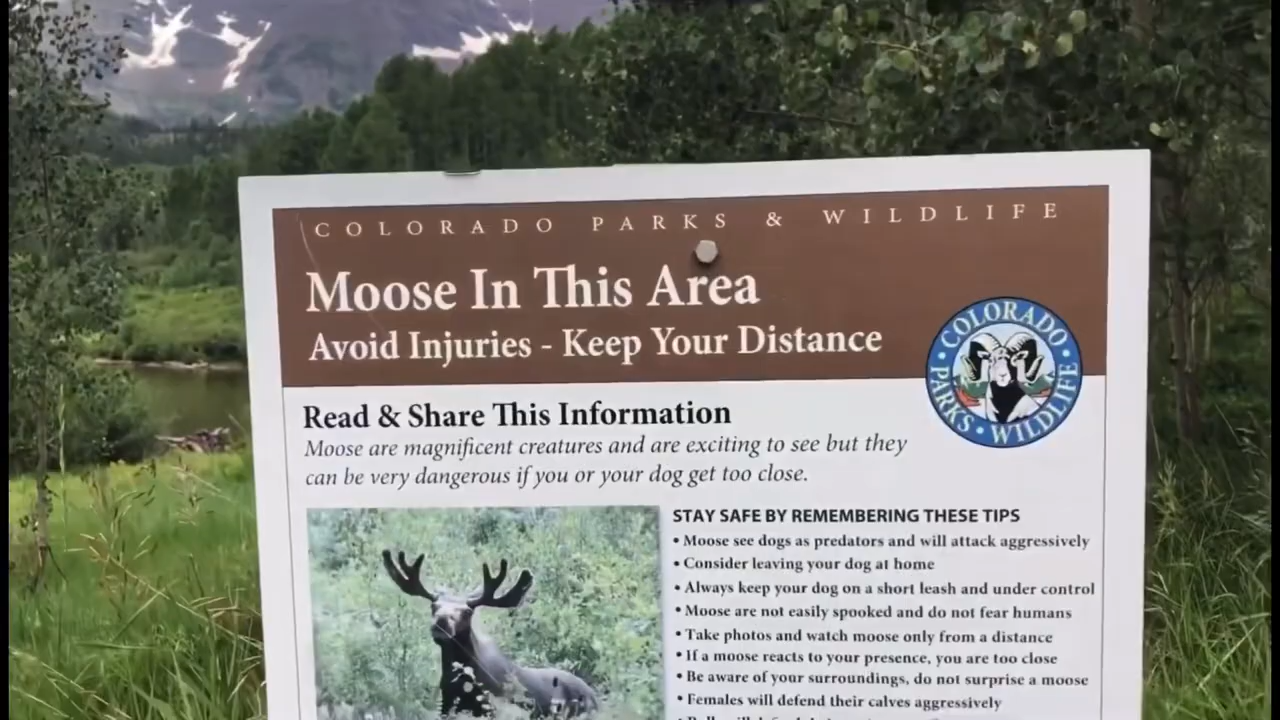 COLORADO PARKS & WILDLIFE
Moose In This Area
Avoid Injuries - Keep Your Distance
COLORADO
PARKS • WILDLIFE
Read & Share This Information
Moose are magnificent creatures and are exciting to see but they
can be very dangerous if you or your dog get too close.
STAY SAFE BY REMEMBERING THESE TIPS
• Moose see dogs as predators and will attack aggressively
• Consider leaving your dog at home
• Always keep your dog on a short leash and under control
• Moose are not easily spooked and do not fear humans
• Take photos and watch moose only from a distance
• If a moose reacts to your presence, you are too close
• Be aware of your surroundings, do not surprise a moose
• Females will defend their calves aggressively